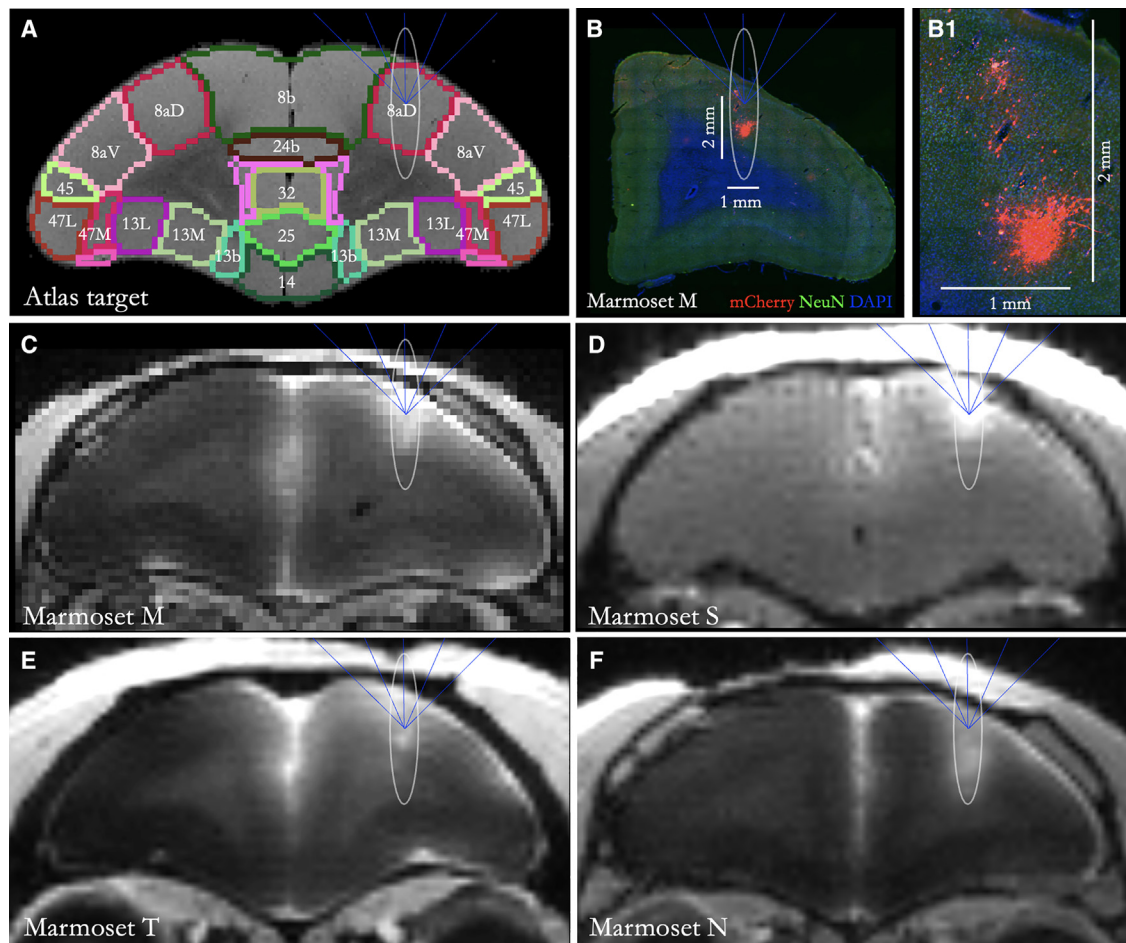 A
8b
8aD
8aD
24b
8aV
8aV
45
32
45
47L
47M
13L
13M
13b
25
13b
13M
13L
47M
47L
14
Atlas target
B
2 mm
1 mm
Marmoset M
mCherry NeuN DAPI
B1
2 mm
1 mm
C
Marmoset M
D
Marmoset S
E
Marmoset T
F
Marmoset N